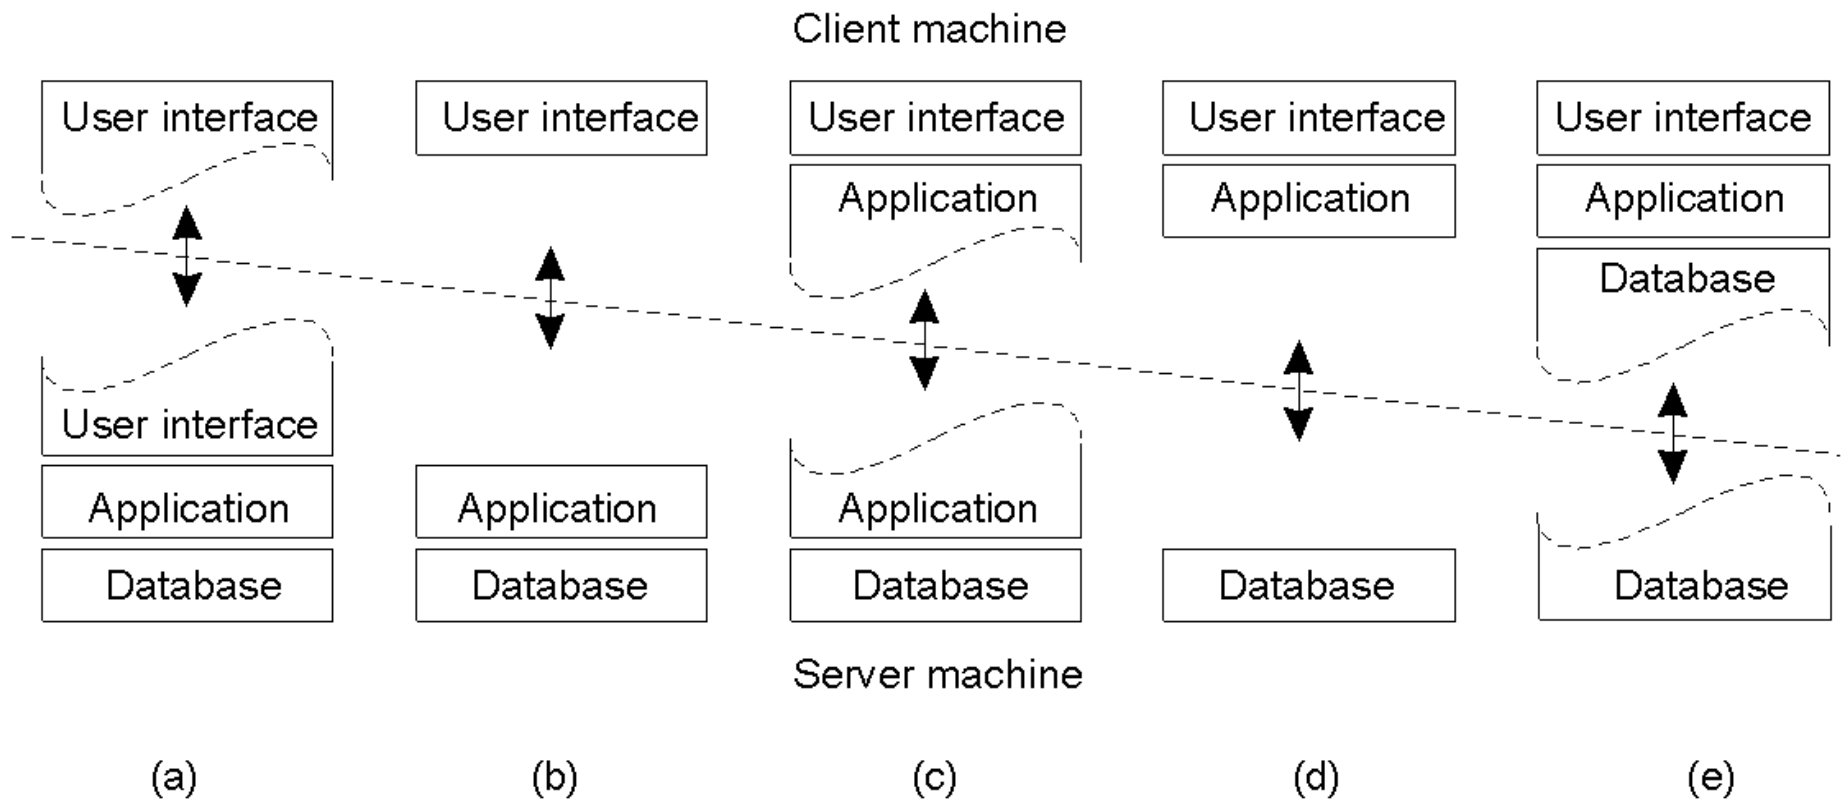 Client machine
User interface User interface User interface User interface User interface
Application Application Application
Database
User interface
Application Application Application
Database Database Database Database Database
Server machine
(a) (b) (c) (d) (e)